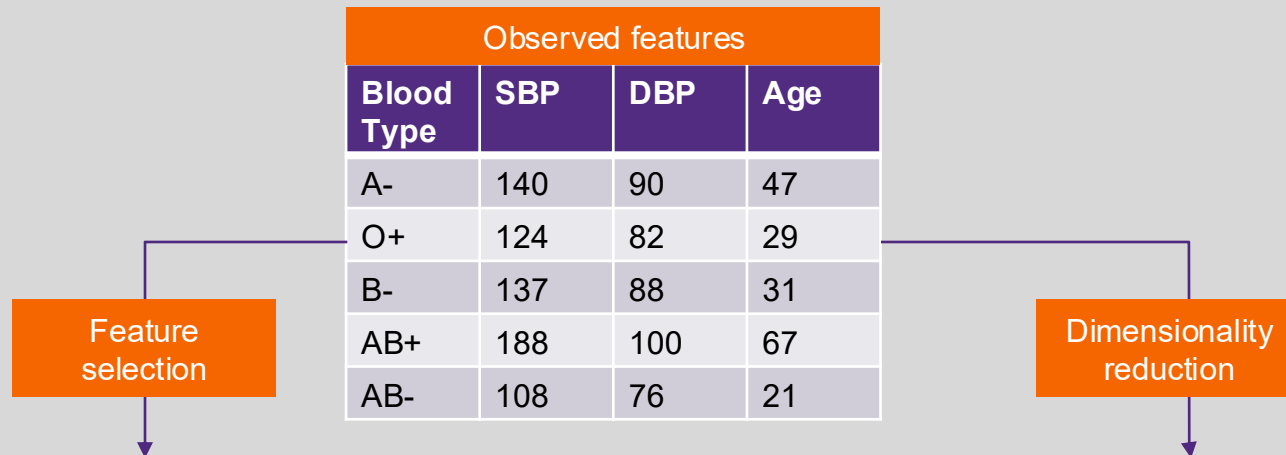 Observed features
Blood Type SBP DBP Age
A- 140 90 47
O+ 124 82 29
B- 137 88 31
AB+ 188 100 67
AB- 108 76 21
Feature
selection
Dimensionality
reduction